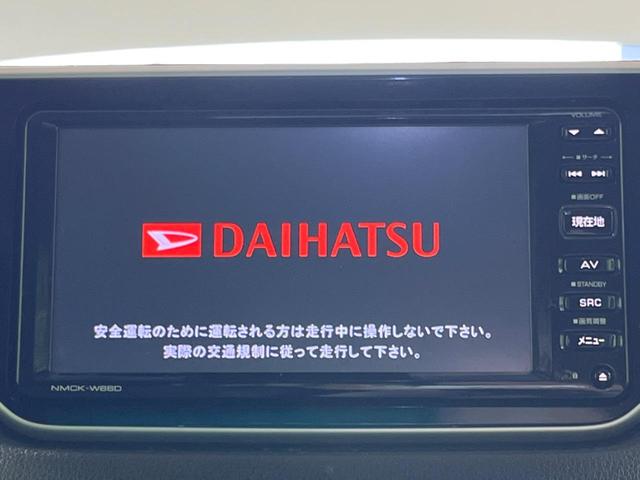 VOLUME
サーチ
画面OFF
現在地
DAIHATSU
AV
STANDBY
SRC
画質調整
メニュー
安全運転のために運転される方は走行中に操作しないで下さい。
実際の交通規制に従って走行して下さい。
NMCK-W66D